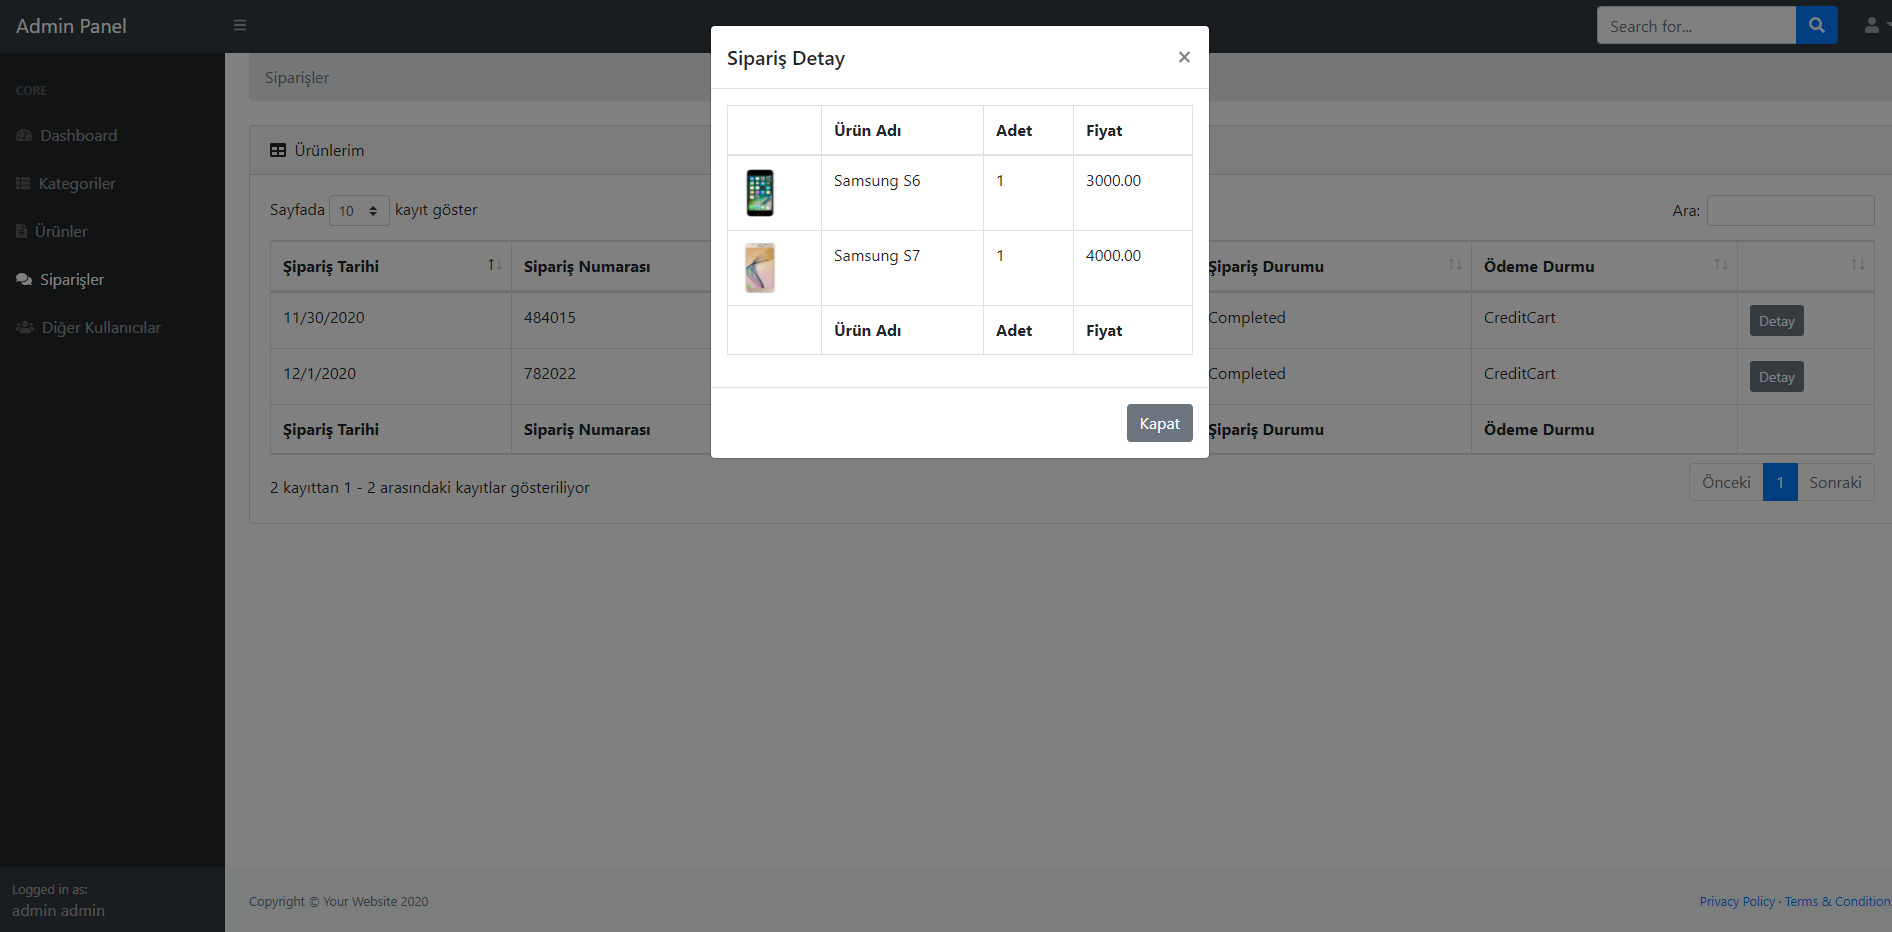 Admin Panel
Search for...
CORE
Dashboard
Kategoriler
Ürünler
Siparişler
Diğer Kullanıcılar
Logged in as:
admin admin
Siparişler
Ürünlerim
Sayfada 10 kayıt göster
Ara:
Şipariş Tarihi Sipariş Numarası Şipariş Durumu Ödeme Durmu
11/30/2020 484015 Completed CreditCart Detay
12/1/2020 782022 Completed CreditCart Detay
Şipariş Tarihi Sipariş Numarası Şipariş Durumu Ödeme Durmu
2 kayıttan 1 - 2 arasındaki kayıtlar gösteriliyor
Önceki 1 Sonraki
Sipariş Detay ×
Ürün Adı Adet Fiyat
Samsung S6 1 3000.00
Samsung S7 1 4000.00
Ürün Adı Adet Fiyat
Kapat
Copyright © Your Website 2020
Privacy Policy · Terms & Conditions